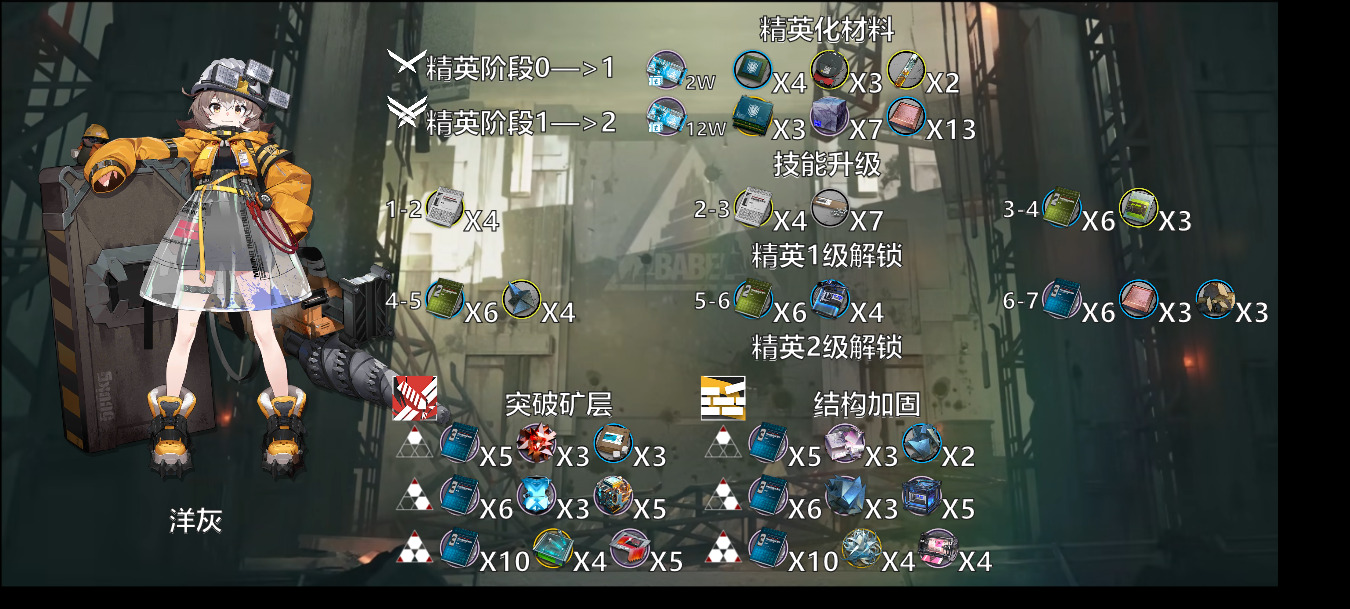 精英化材料
精英阶段0—>1 2W X4 X3 X2
精英阶段1—>2 12W X3 X7 X13
技能升级
1-2 X4 2-3 X4 X7 3-4 X6 X3
精英1级解锁
4-5 X6 X4 5-6 X6 X4 6-7 X6 X3 X3
精英2级解锁
突破矿层 结构加固
X5 X3 X3 X5 X3 X2
X6 X3 X5 X6 X3 X5
X10 X4 X5 X10 X4 X4
洋灰
BABEL